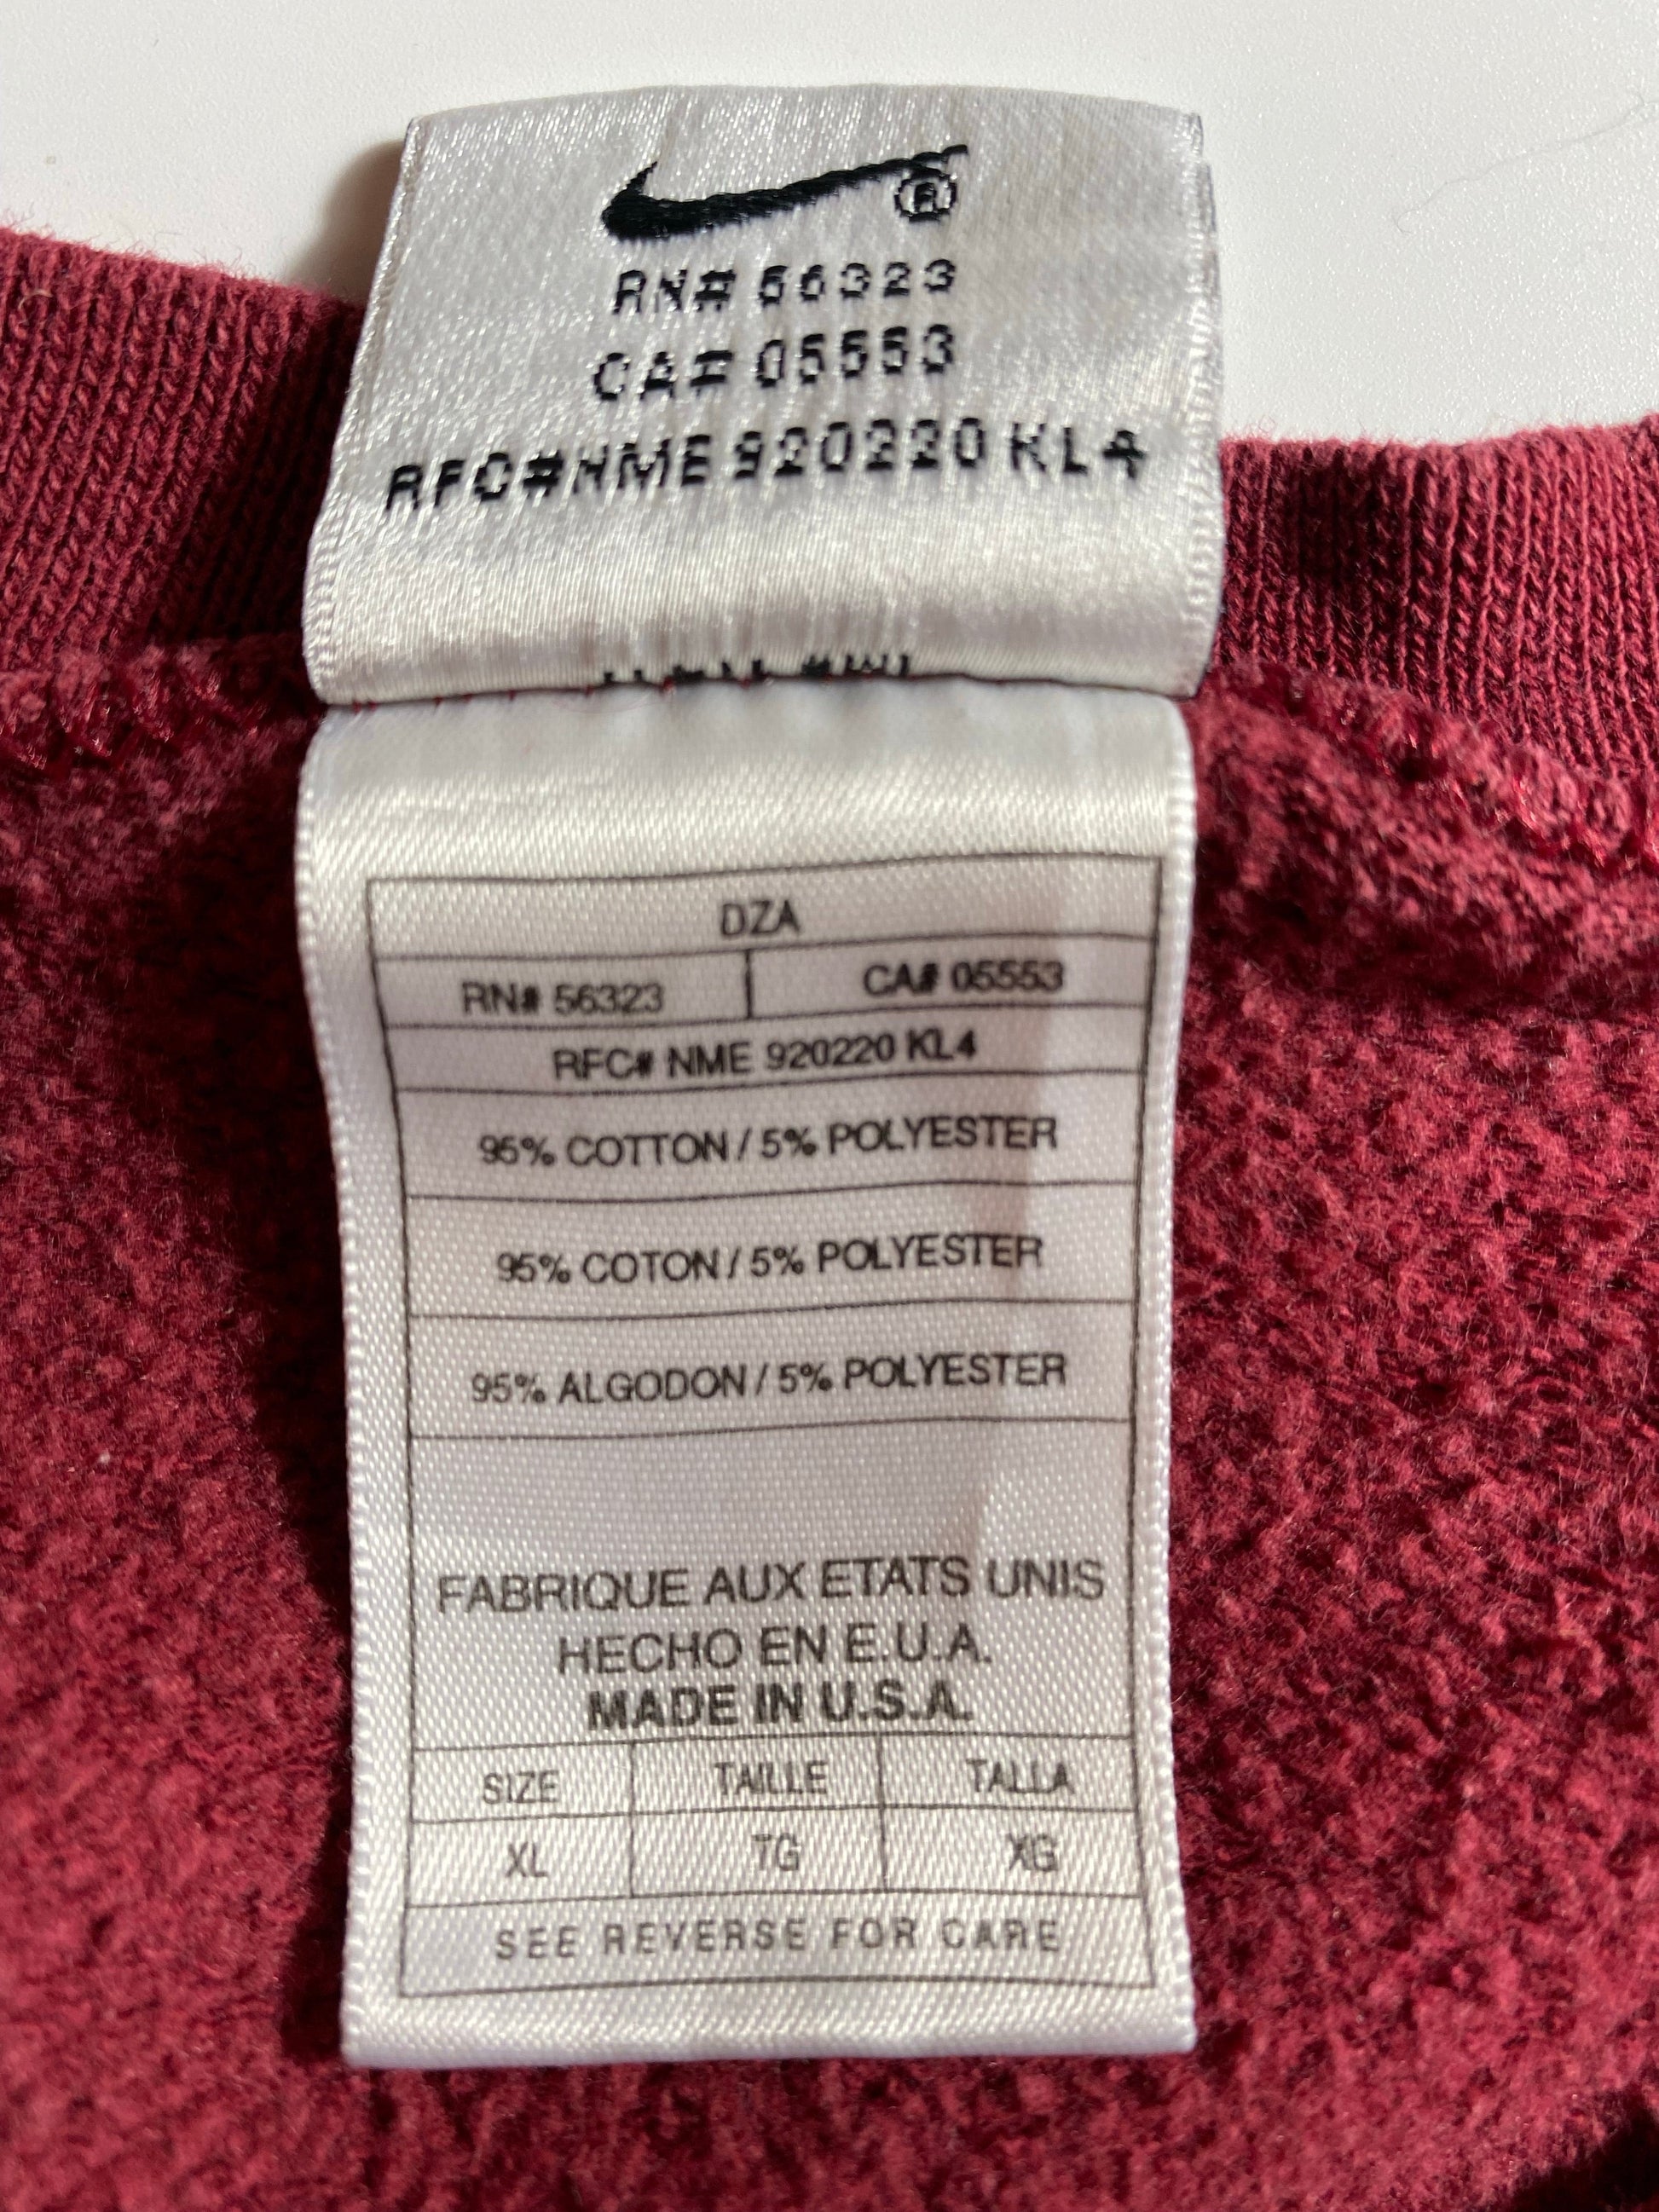 RN# 56323
CA# 05553
RFC#NME 920220 KL4
DZA
RN# 56323 CA# 05553
RFC# NME 920220 KL4
95% COTTON / 5% POLYESTER
95% COTON / 5% POLYESTER
95% ALGODON / 5% POLYESTER
FABRIQUE AUX ETATS UNIS
HECHO EN E.U.A.
MADE IN U.S.A.
SIZE TAILLE TALLA
XL TG XG
SEE REVERSE FOR CARE